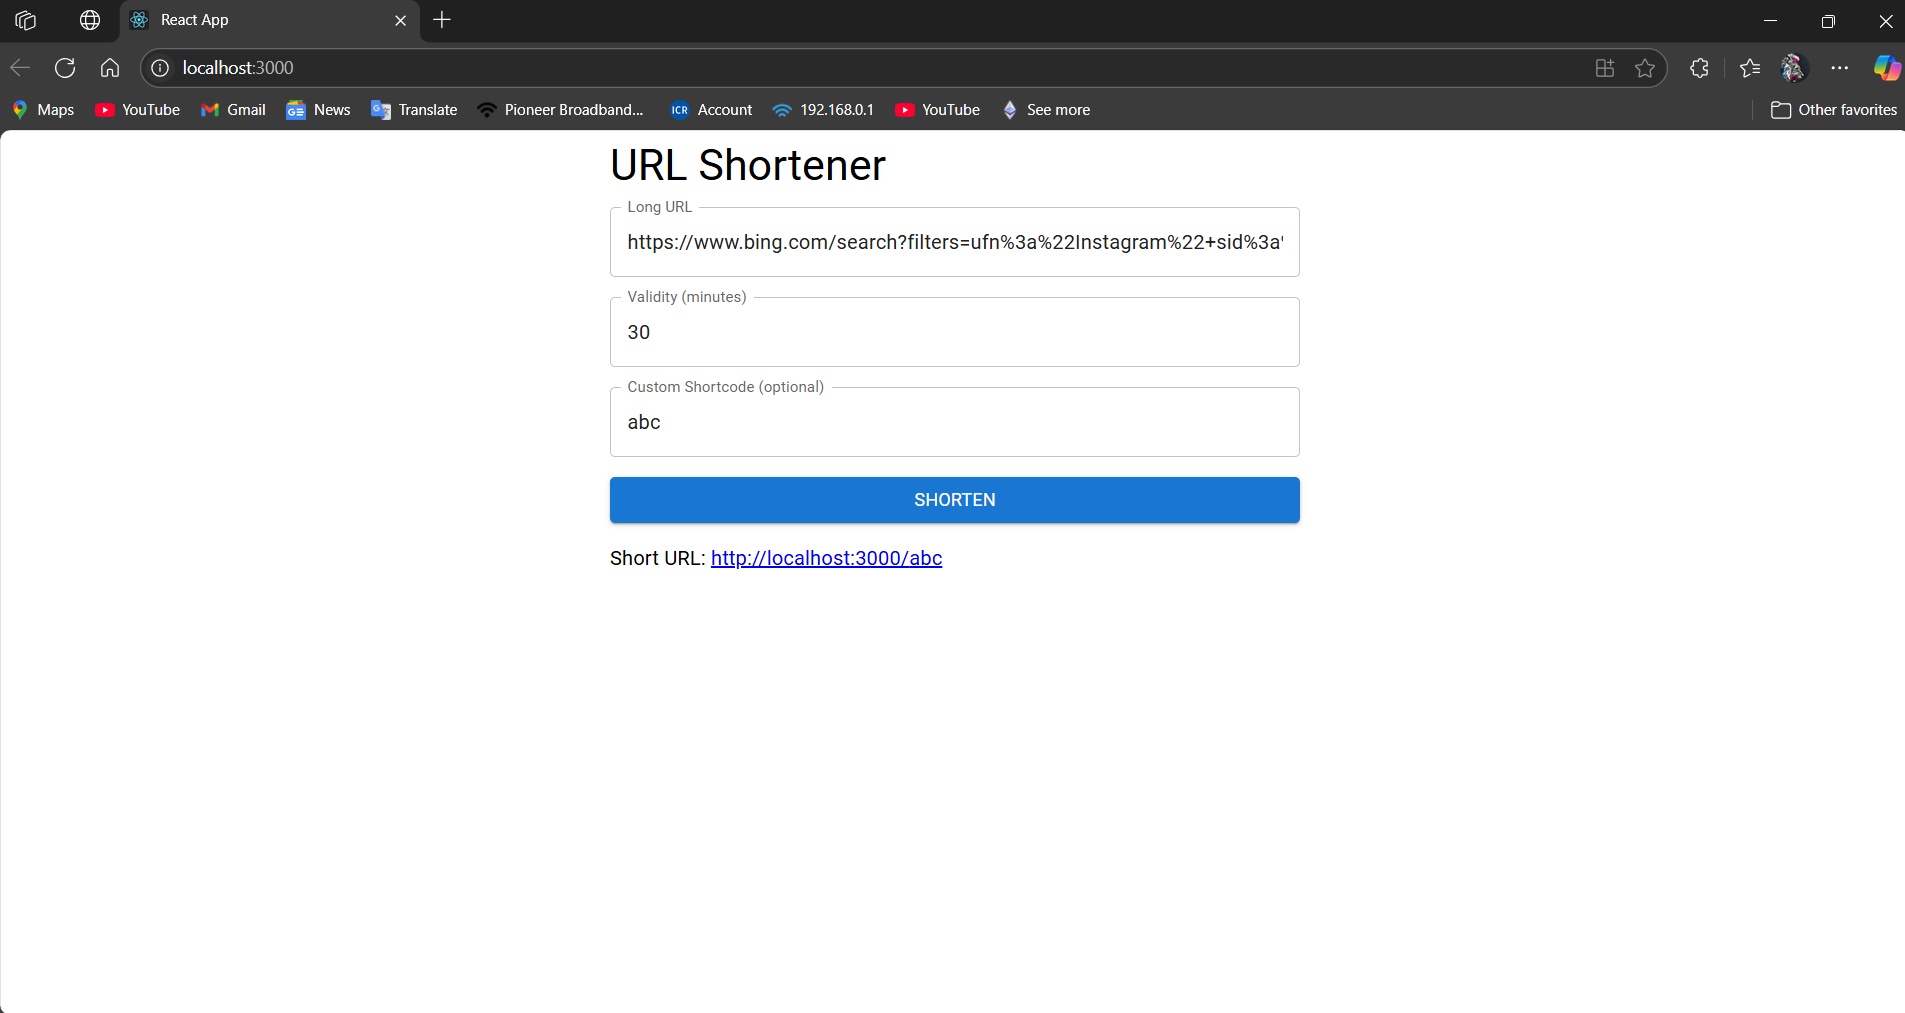 React App
localhost:3000
Maps YouTube Gmail GE News G Translate Pioneer Broadband... ICR Account 192.168.0.1 YouTube See more Other favorites
URL Shortener
Long URL
https://www.bing.com/search?filters=ufn%3a%22Instagram%22+sid%3a'
Validity (minutes)
30
Custom Shortcode (optional)
abc
SHORTEN
Short URL: http://localhost:3000/abc